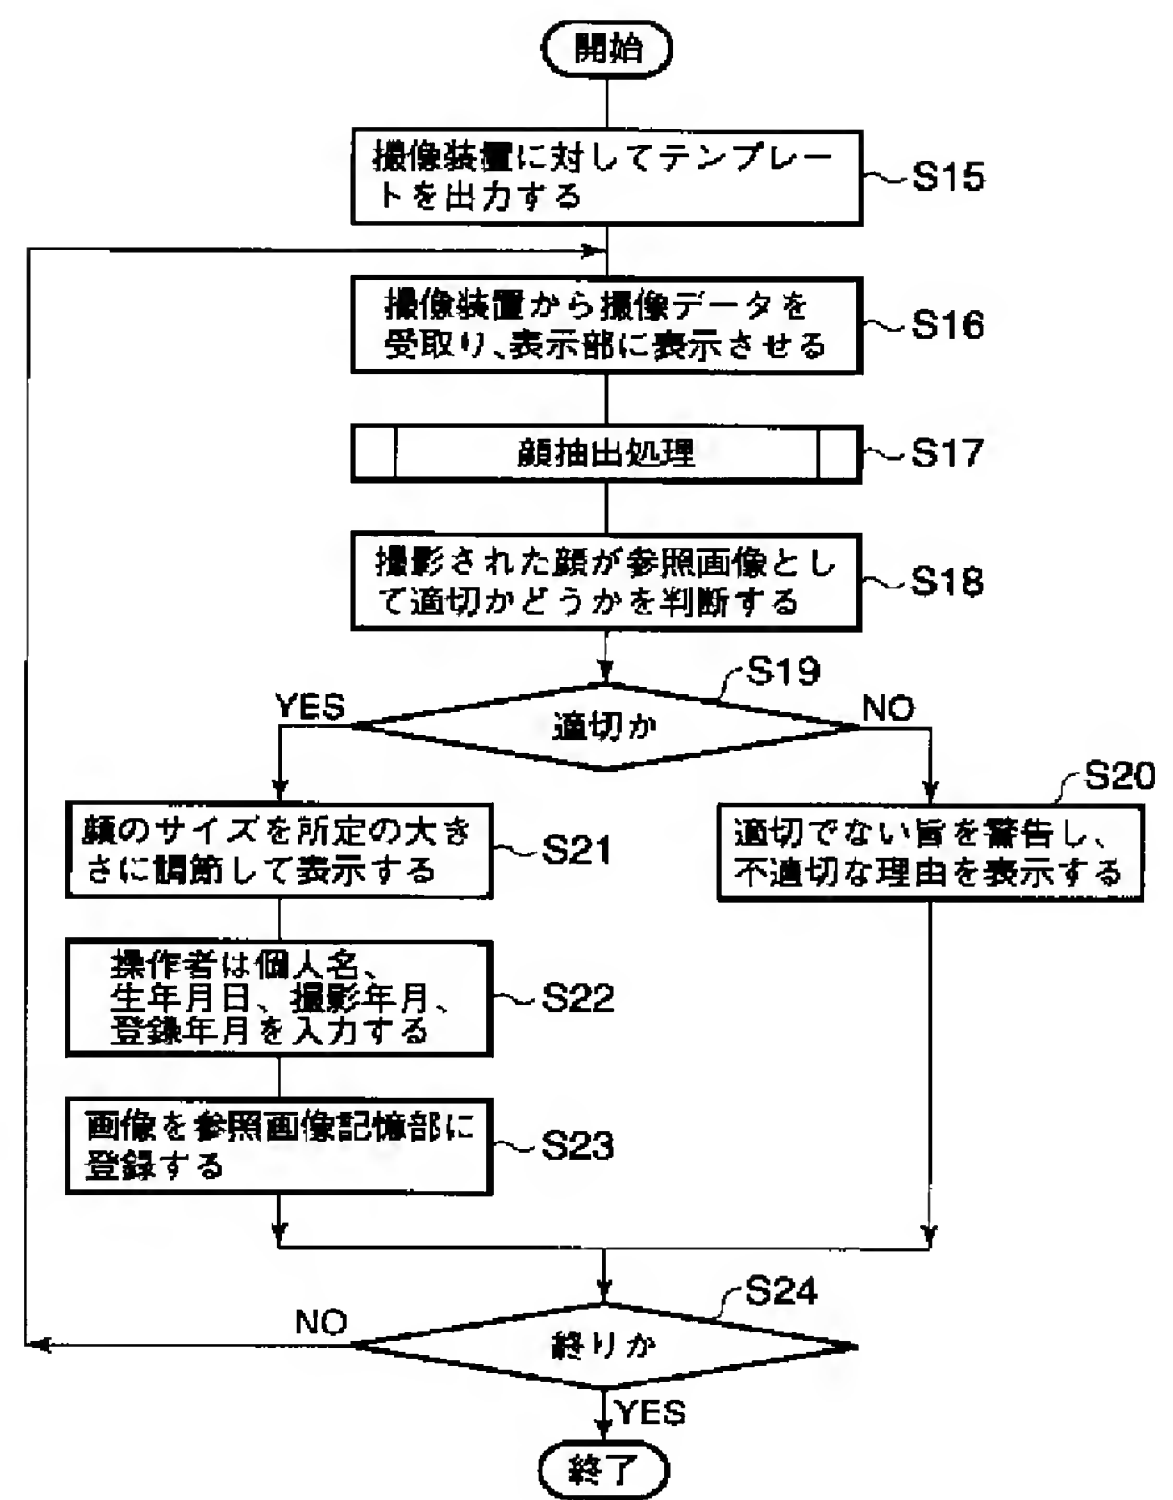 開始
撮像装置に対してテンプレー
トを出力する
S15
撮像装置から撮像データを
受取り、表示部に表示させる
S16
顔抽出処理
S17
撮影された顔が参照画像とし
て適切かどうかを判断する
S18
S19
YES
適切か
NO
S20
顔のサイズを所定の大き
さに調節して表示する
S21
適切でない旨を警告し、
不適切な理由を表示する
操作者は個人名、
生年月日、撮影年月、
登録年月を入力する
S22
画像を参照画像記憶部に
登録する
S23
S24
NO
終りか
YES
終了